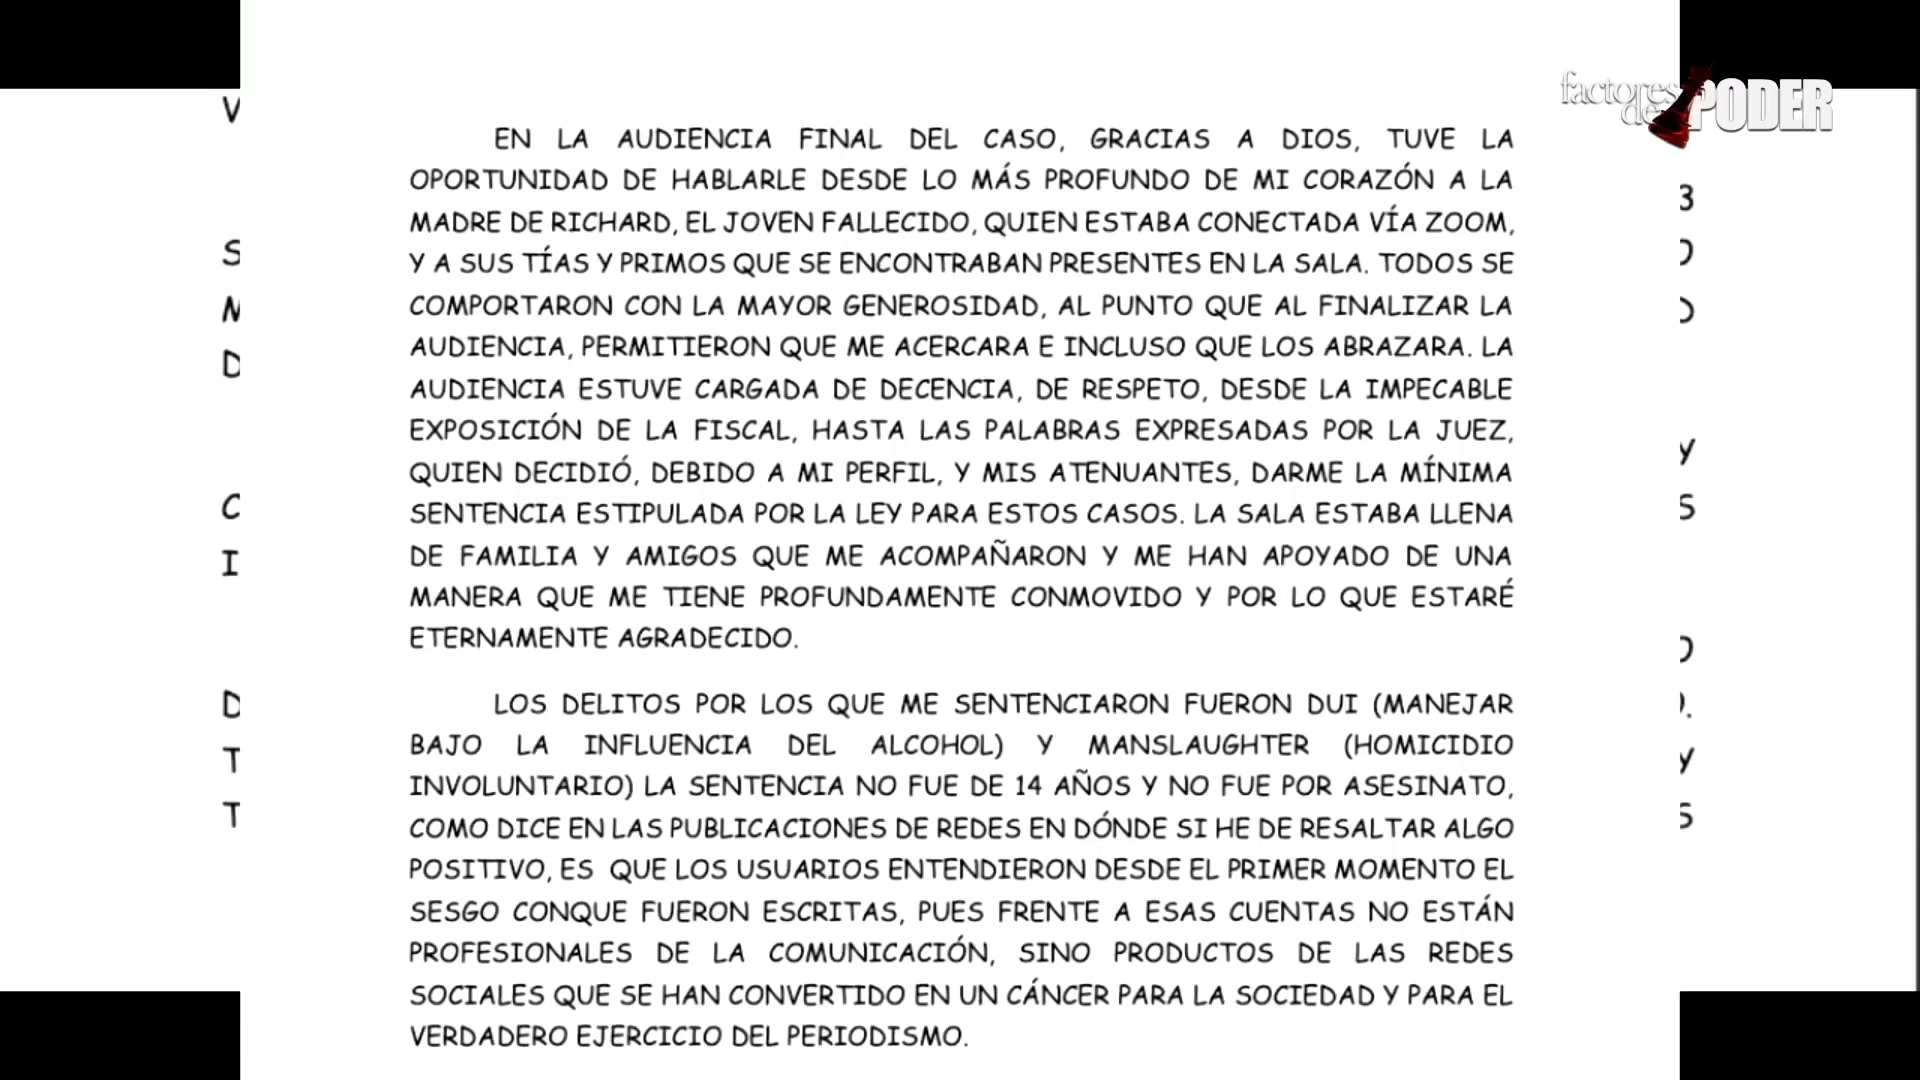 factores de PODER
EN LA AUDIENCIA FINAL DEL CASO, GRACIAS A DIOS, TUVE LA
OPORTUNIDAD DE HABLARLE DESDE LO MÁS PROFUNDO DE MI CORAZÓN A LA
MADRE DE RICHARD, EL JOVEN FALLECIDO, QUIEN ESTABA CONECTADA VÍA ZOOM,
Y A SUS TÍAS Y PRIMOS QUE SE ENCONTRABAN PRESENTES EN LA SALA. TODOS SE
COMPORTARON CON LA MAYOR GENEROSIDAD, AL PUNTO QUE AL FINALIZAR LA
AUDIENCIA, PERMITIERON QUE ME ACERCARA E INCLUSO QUE LOS ABRAZARA. LA
AUDIENCIA ESTUVE CARGADA DE DECENCIA, DE RESPETO, DESDE LA IMPECABLE
EXPOSICIÓN DE LA FISCAL, HASTA LAS PALABRAS EXPRESADAS POR LA JUEZ,
QUIEN DECIDIÓ, DEBIDO A MI PERFIL, Y MIS ATENUANTES, DARME LA MÍNIMA
SENTENCIA ESTIPULADA POR LA LEY PARA ESTOS CASOS. LA SALA ESTABA LLENA
DE FAMILIA Y AMIGOS QUE ME ACOMPAÑARON Y ME HAN APOYADO DE UNA
MANERA QUE ME TIENE PROFUNDAMENTE CONMOVIDO Y POR LO QUE ESTARÉ
ETERNAMENTE AGRADECIDO.
LOS DELITOS POR LOS QUE ME SENTENCIARON FUERON DUI (MANEJAR
BAJO LA INFLUENCIA DEL ALCOHOL) Y MANSLAUGHTER (HOMICIDIO
INVOLUNTARIO) LA SENTENCIA NO FUE DE 14 AÑOS Y NO FUE POR ASESINATO,
COMO DICE EN LAS PUBLICACIONES DE REDES EN DÓNDE SI HE DE RESALTAR ALGO
POSITIVO, ES QUE LOS USUARIOS ENTENDIERON DESDE EL PRIMER MOMENTO EL
SESGO CONQUE FUERON ESCRITAS, PUES FRENTE A ESAS CUENTAS NO ESTÁN
PROFESIONALES DE LA COMUNICACIÓN, SINO PRODUCTOS DE LAS REDES
SOCIALES QUE SE HAN CONVERTIDO EN UN CÁNCER PARA LA SOCIEDAD Y PARA EL
VERDADERO EJERCICIO DEL PERIODISMO.